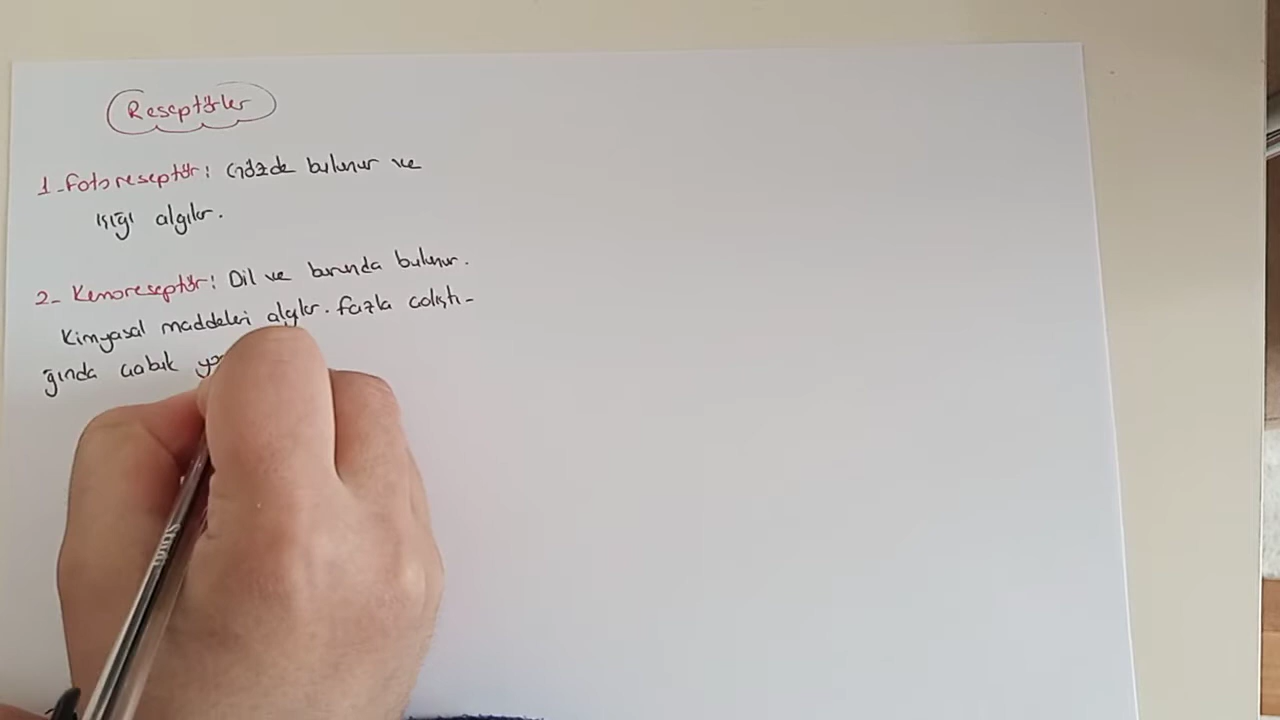 Reseptörler
1-Fotoreseptör: Gözde bulunur ve
ışığı algılar.
2- Kemoreseptör: Dil ve burunda bulunur.
Kimyasal maddeleri algılar. Fazla çalıştı-
ğında çabuk